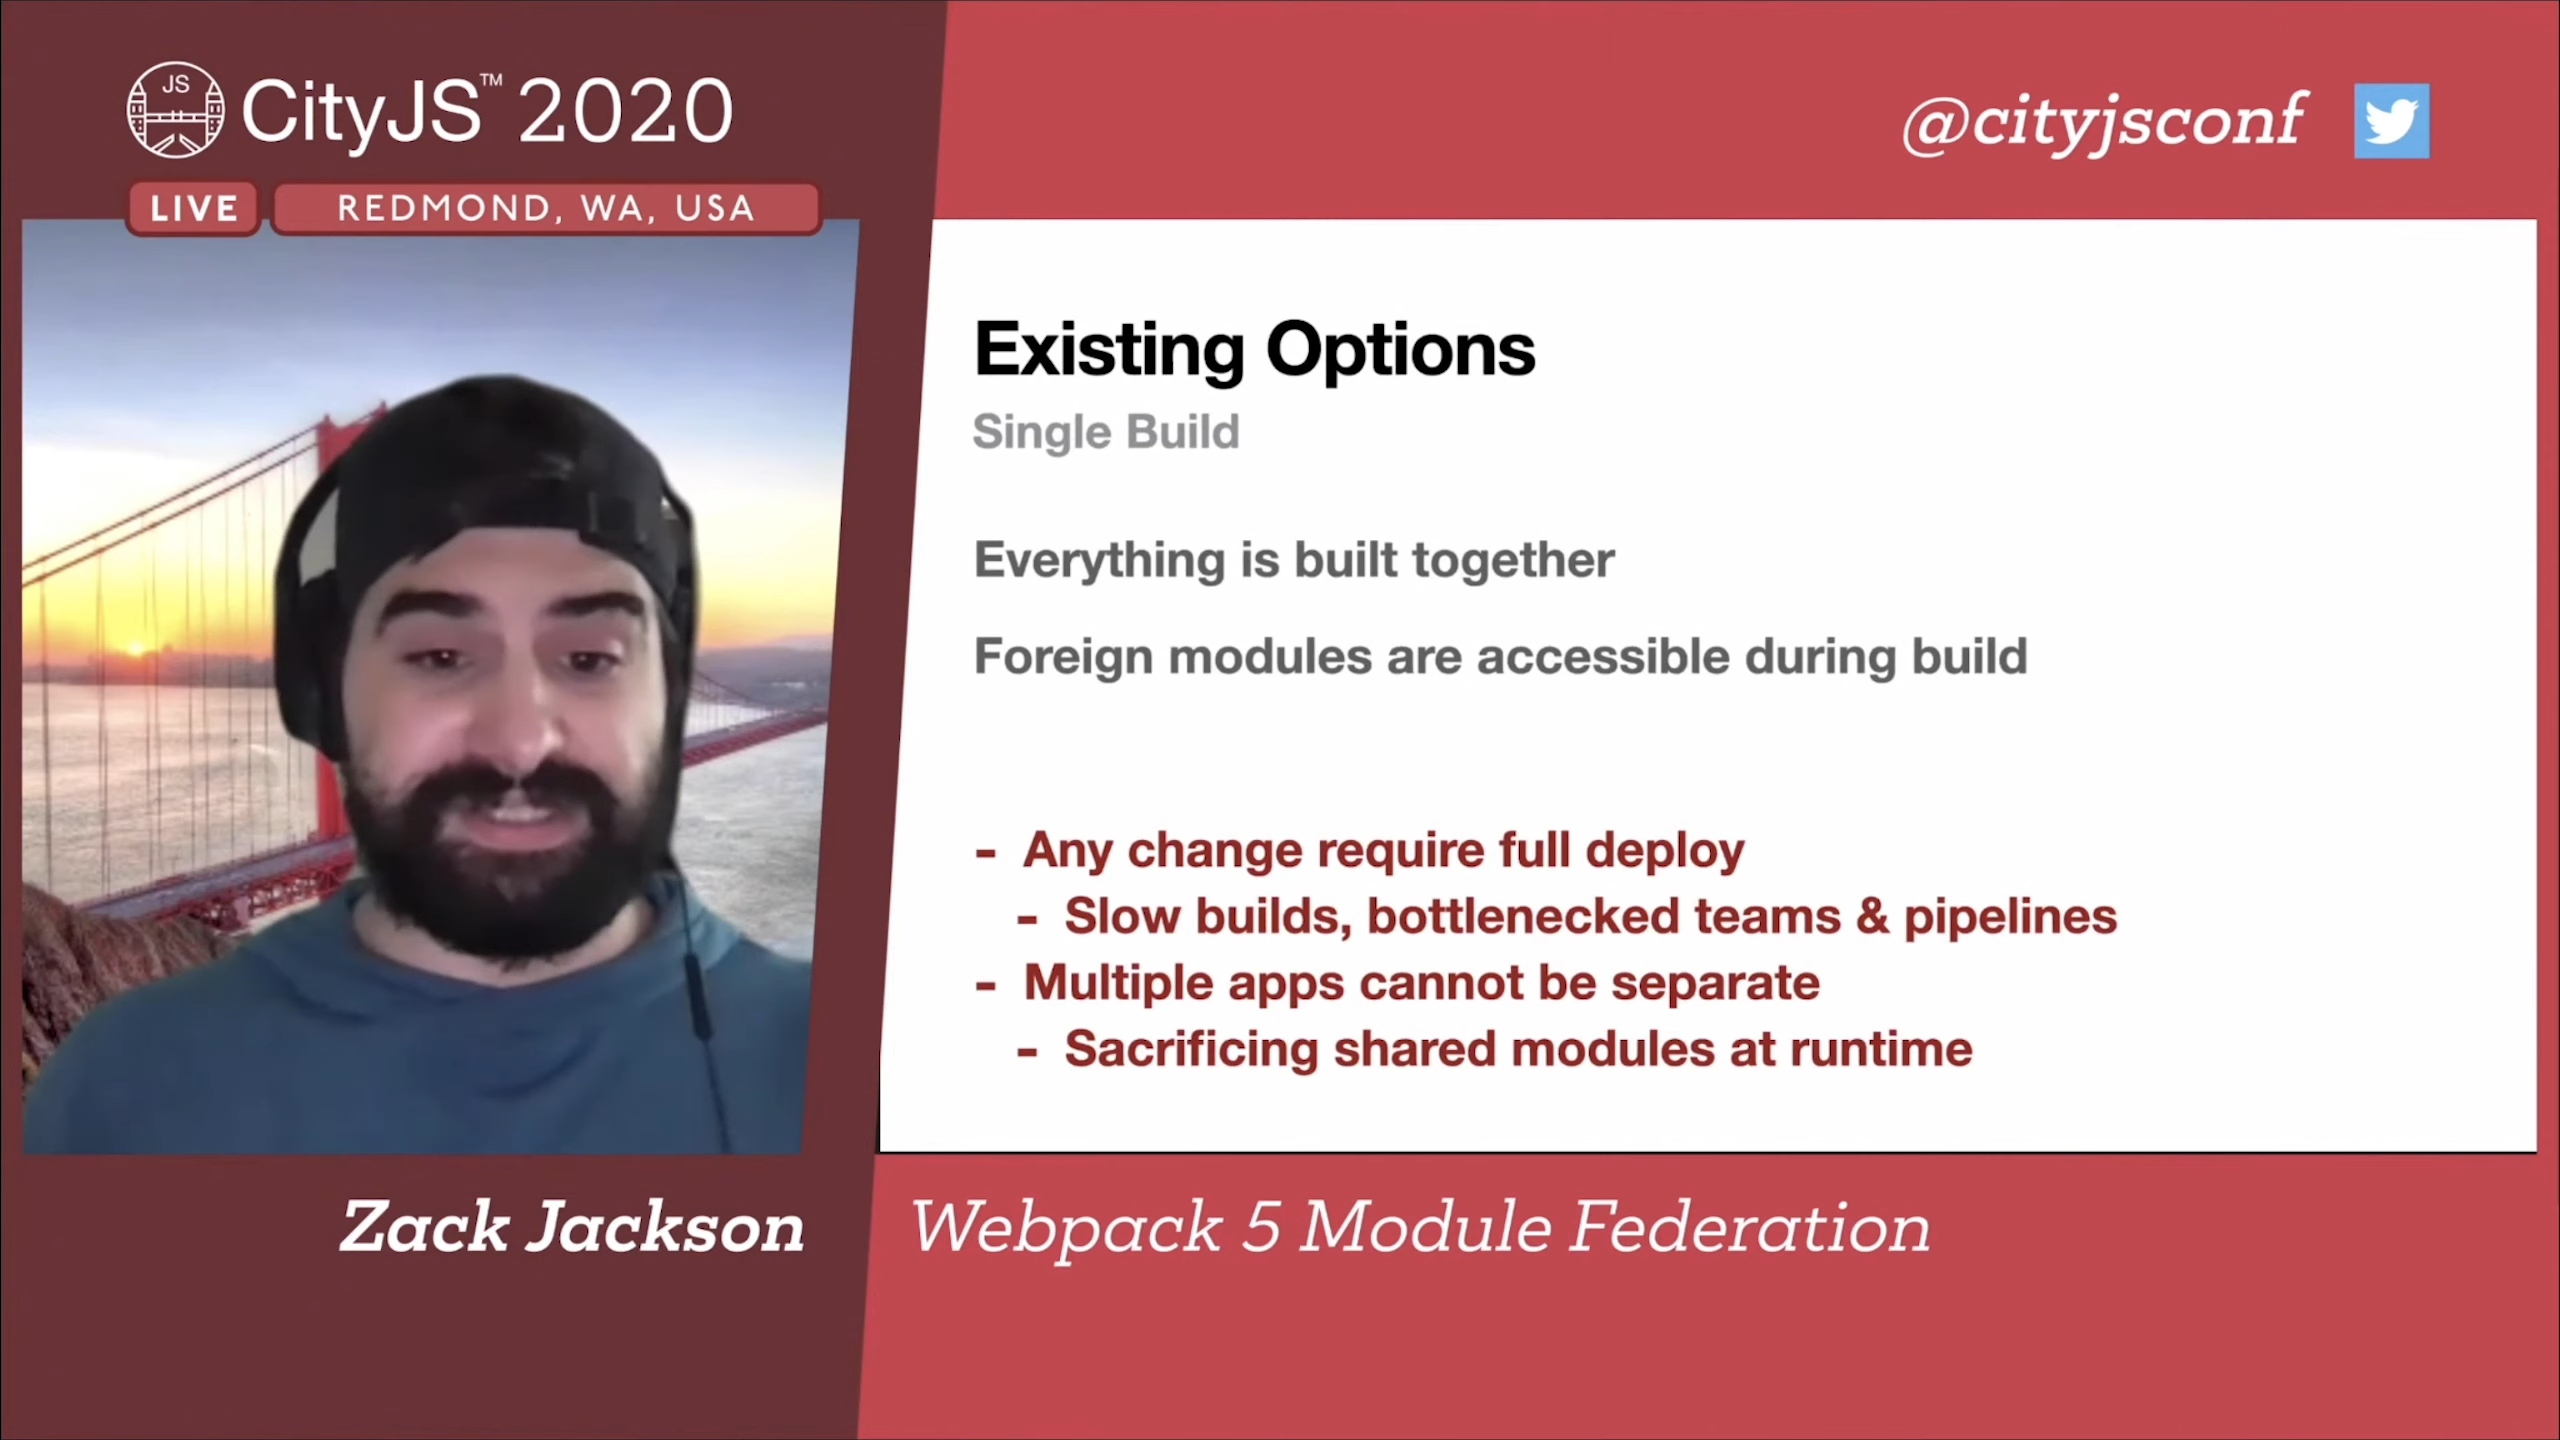 JS
CityJS™ 2020
@cityjsconf
LIVE
REDMOND, WA, USA
Existing Options
Single Build
Everything is built together
Foreign modules are accessible during build
- Any change require full deploy
- Slow builds, bottlenecked teams & pipelines
- Multiple apps cannot be separate
- Sacrificing shared modules at runtime
Zack Jackson
Webpack 5 Module Federation